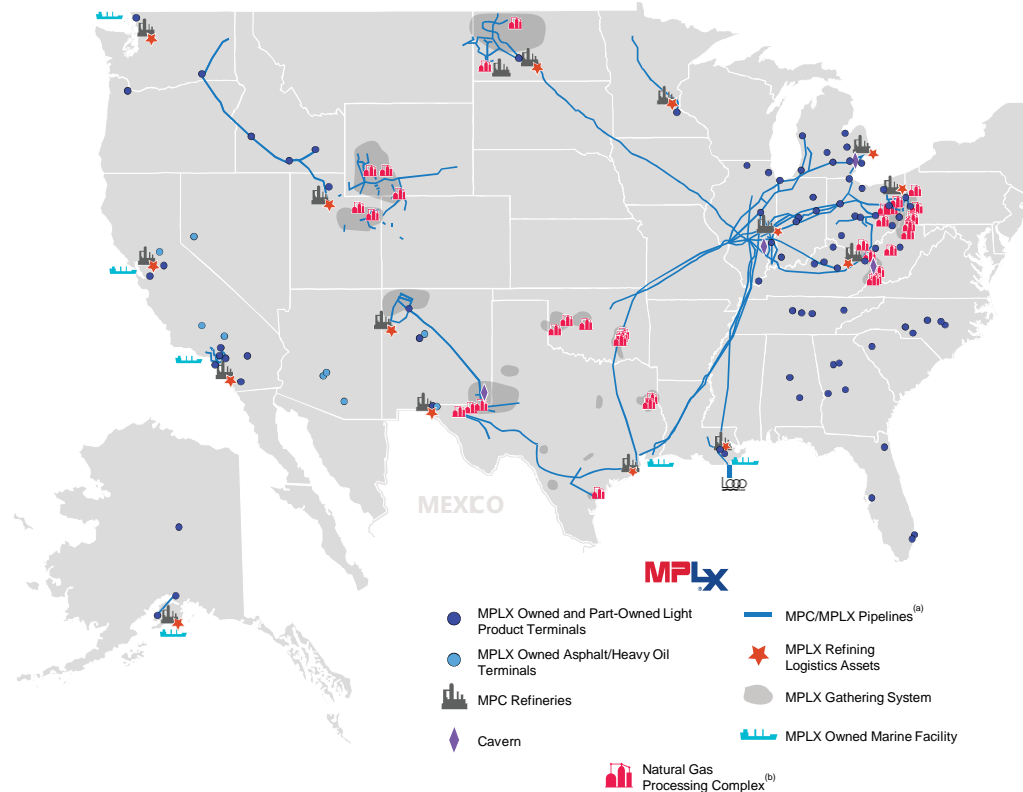 MEXICO
LOOP
MPLX
MPLX Owned and Part-Owned Light
Product Terminals
MPLX Owned Asphalt/Heavy Oil
Terminals
MPC Refineries
Cavern
MPC/MPLX Pipelines(a)
MPLX Refining
Logistics Assets
MPLX Gathering System
MPLX Owned Marine Facility
Natural Gas
Processing Complex(b)